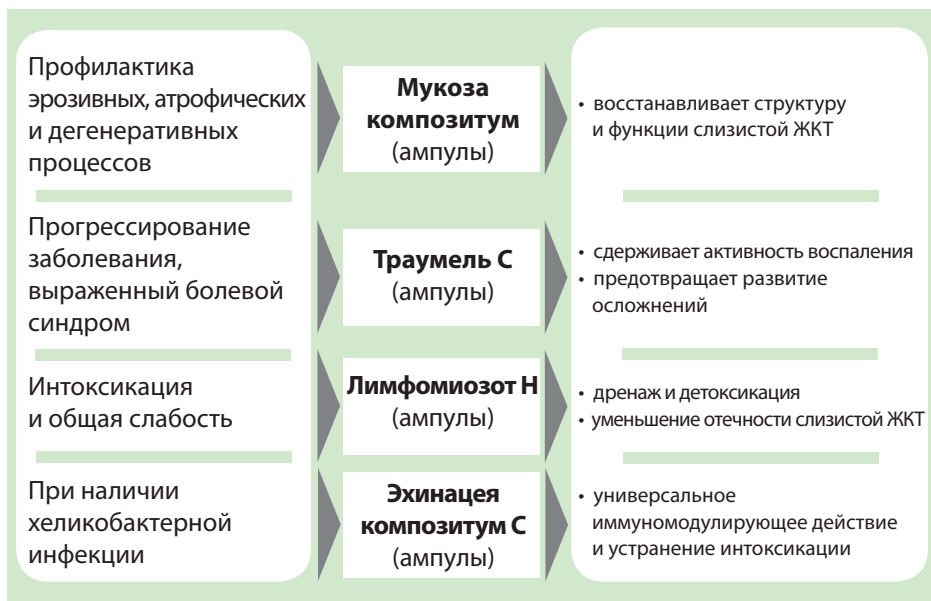 Профилактика
эрозивных, атрофических
и дегенеративных
процессов
Мукоза
композитум
(ампулы)
• восстанавливает структуру
и функции слизистой ЖКТ
Прогрессирование
заболевания,
выраженный болевой
синдром
Траумель С
(ампулы)
• сдерживает активность воспаления
• предотвращает развитие
осложнений
Интоксикация
и общая слабость
Лимфомиозот Н
(ампулы)
• дренаж и детоксикация
• уменьшение отечности слизистой ЖКТ
При наличии
хеликобактерной
инфекции
Эхинацея
композитум С
(ампулы)
• универсальное
иммуномодулирующее действие
и устранение интоксикации